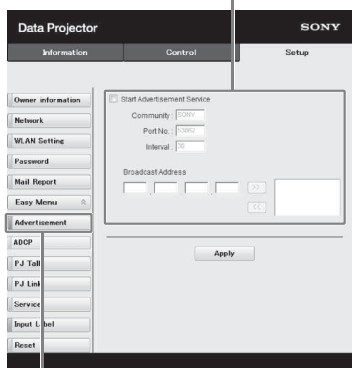 Data Projector
SONY
Information
Control
Setup
Owner information
Network
WLAN Setting
Password
Mail Report
Easy Menu
Advertisement
ADCP
PJ Talk
PJ Link
Service
Input Label
Reset
Start Advertisement Service
Community : SONY
Port No. : 53862
Interval : 30
Broadcast Address
>>
<<
Apply